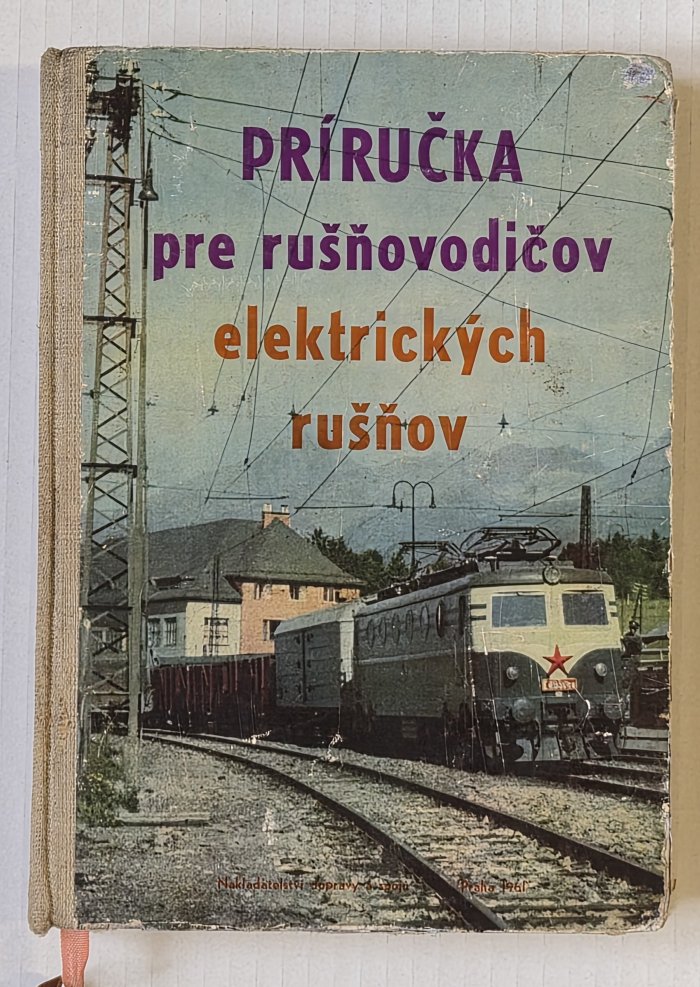 PRÍRUČKA
pre rušňovodičov
elektrických
rušňov
Nakladatelství dopravy a spojů Praha 1961